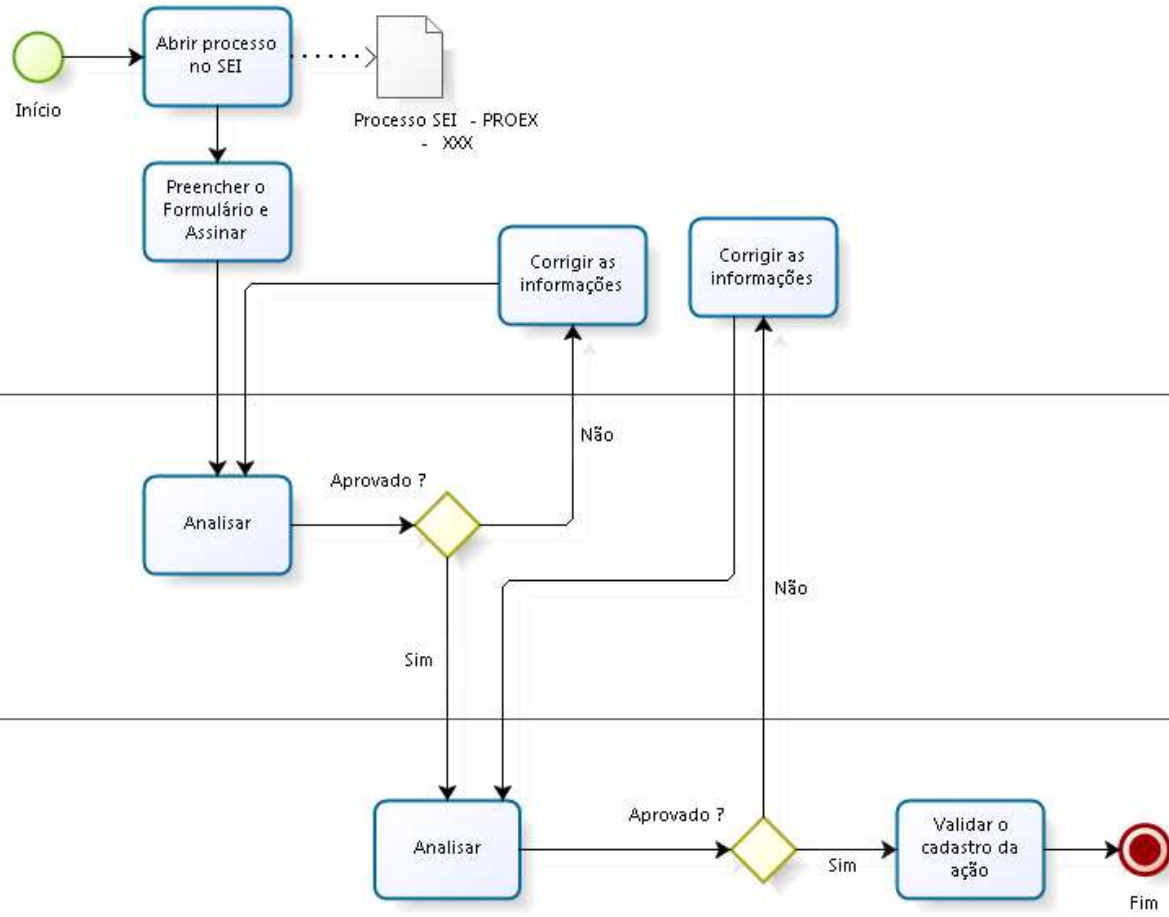 Abrir processo
no SEI
Início
Processo SEI - PROEX
- XXX
Preencher o
Formulário e
Assinar
Corrigir as
informações
Corrigir as
informações
Não
Aprovado ?
Analisar
Não
Sim
Aprovado ?
Analisar
Sim
Validar o
cadastro da
ação
Fim